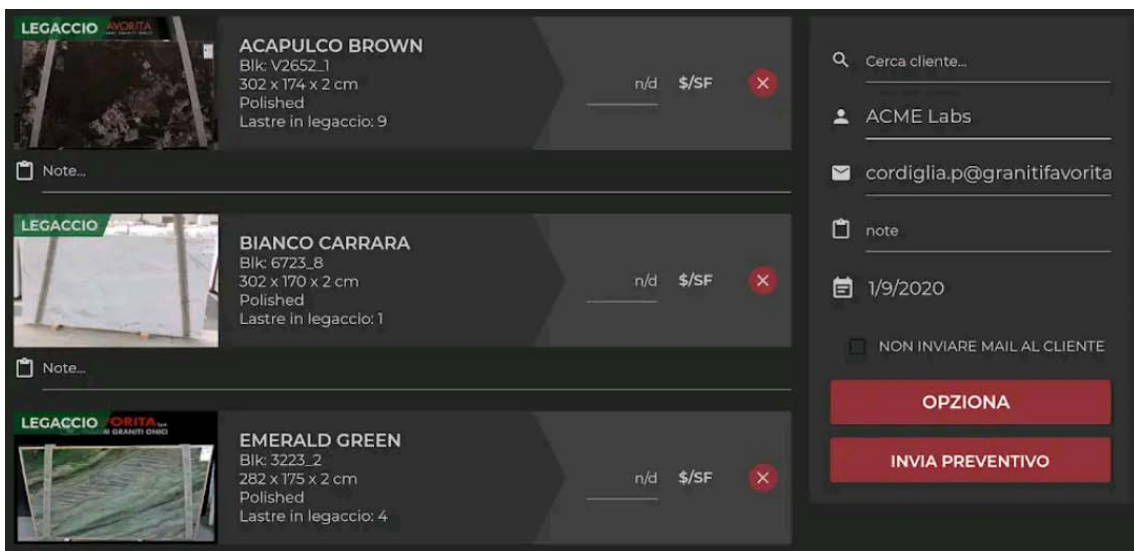 LEGACCIO
ACAPULCO BROWN
Blk: V2652_1
302 x 174 x 2 cm
Polished
Lastre in legaccio: 9
n/d $/SF
Note...
LEGACCIO
BIANCO CARRARA
Blk: 6723_8
302 x 170 x 2 cm
Polished
Lastre in legaccio: 1
n/d $/SF
Note...
LEGACCIO ORITA
GRANITI ONICI
EMERALD GREEN
Blk: 3223_2
282 x 175 x 2 cm
Polished
Lastre in legaccio: 4
n/d $/SF
Cerca cliente...
ACME Labs
cordiglia.p@granitifavorita
note
1/9/2020
NON INVIARE MAIL AL CLIENTE
OPZIONA
INVIA PREVENTIVO